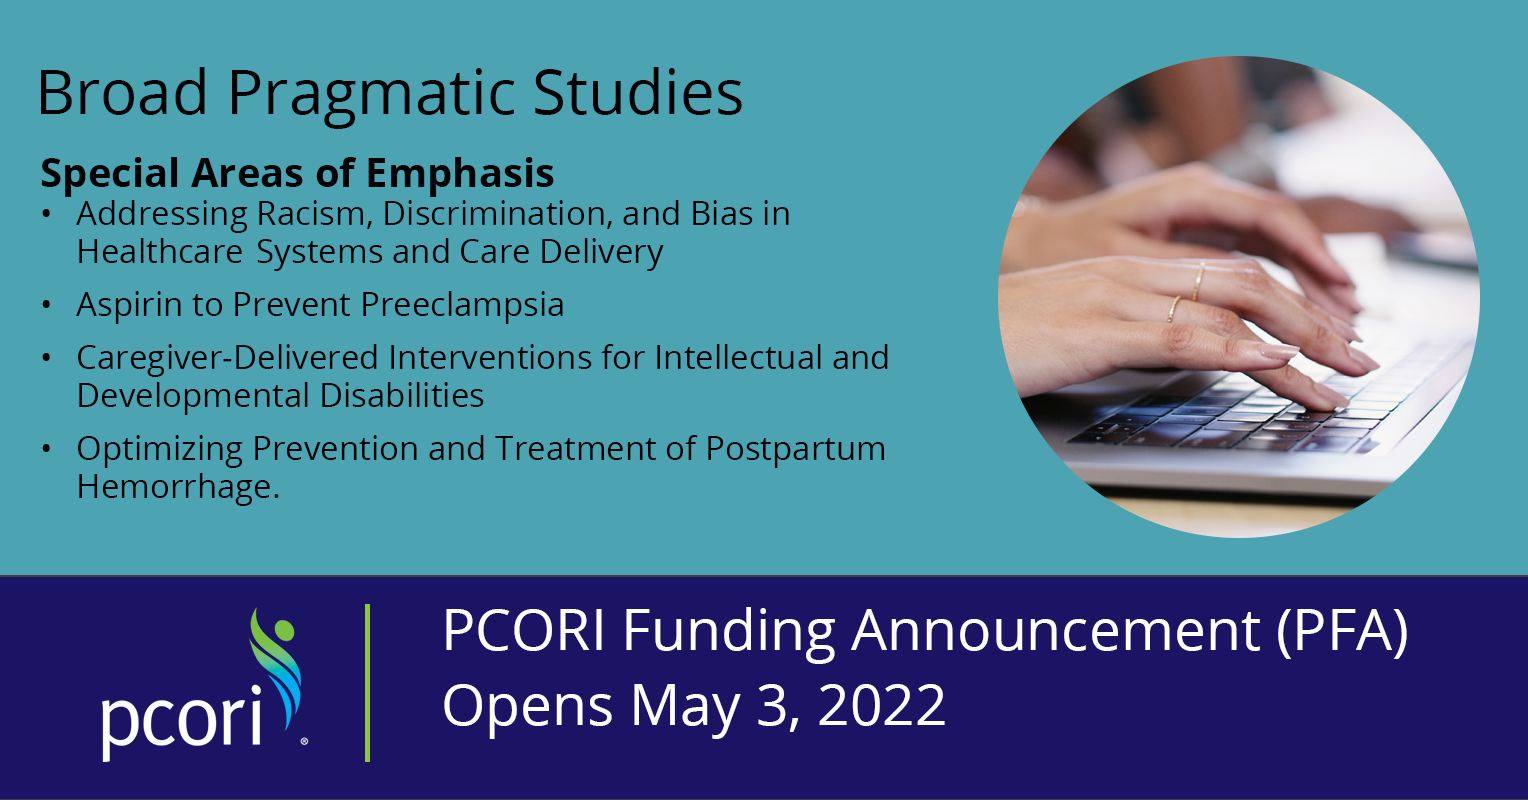 Broad Pragmatic Studies
Special Areas of Emphasis
• Addressing Racism, Discrimination, and Bias in
Healthcare Systems and Care Delivery
• Aspirin to Prevent Preeclampsia
• Caregiver-Delivered Interventions for Intellectual and
Developmental Disabilities
• Optimizing Prevention and Treatment of Postpartum
Hemorrhage.
pcori®
PCORI Funding Announcement (PFA)
Opens May 3, 2022